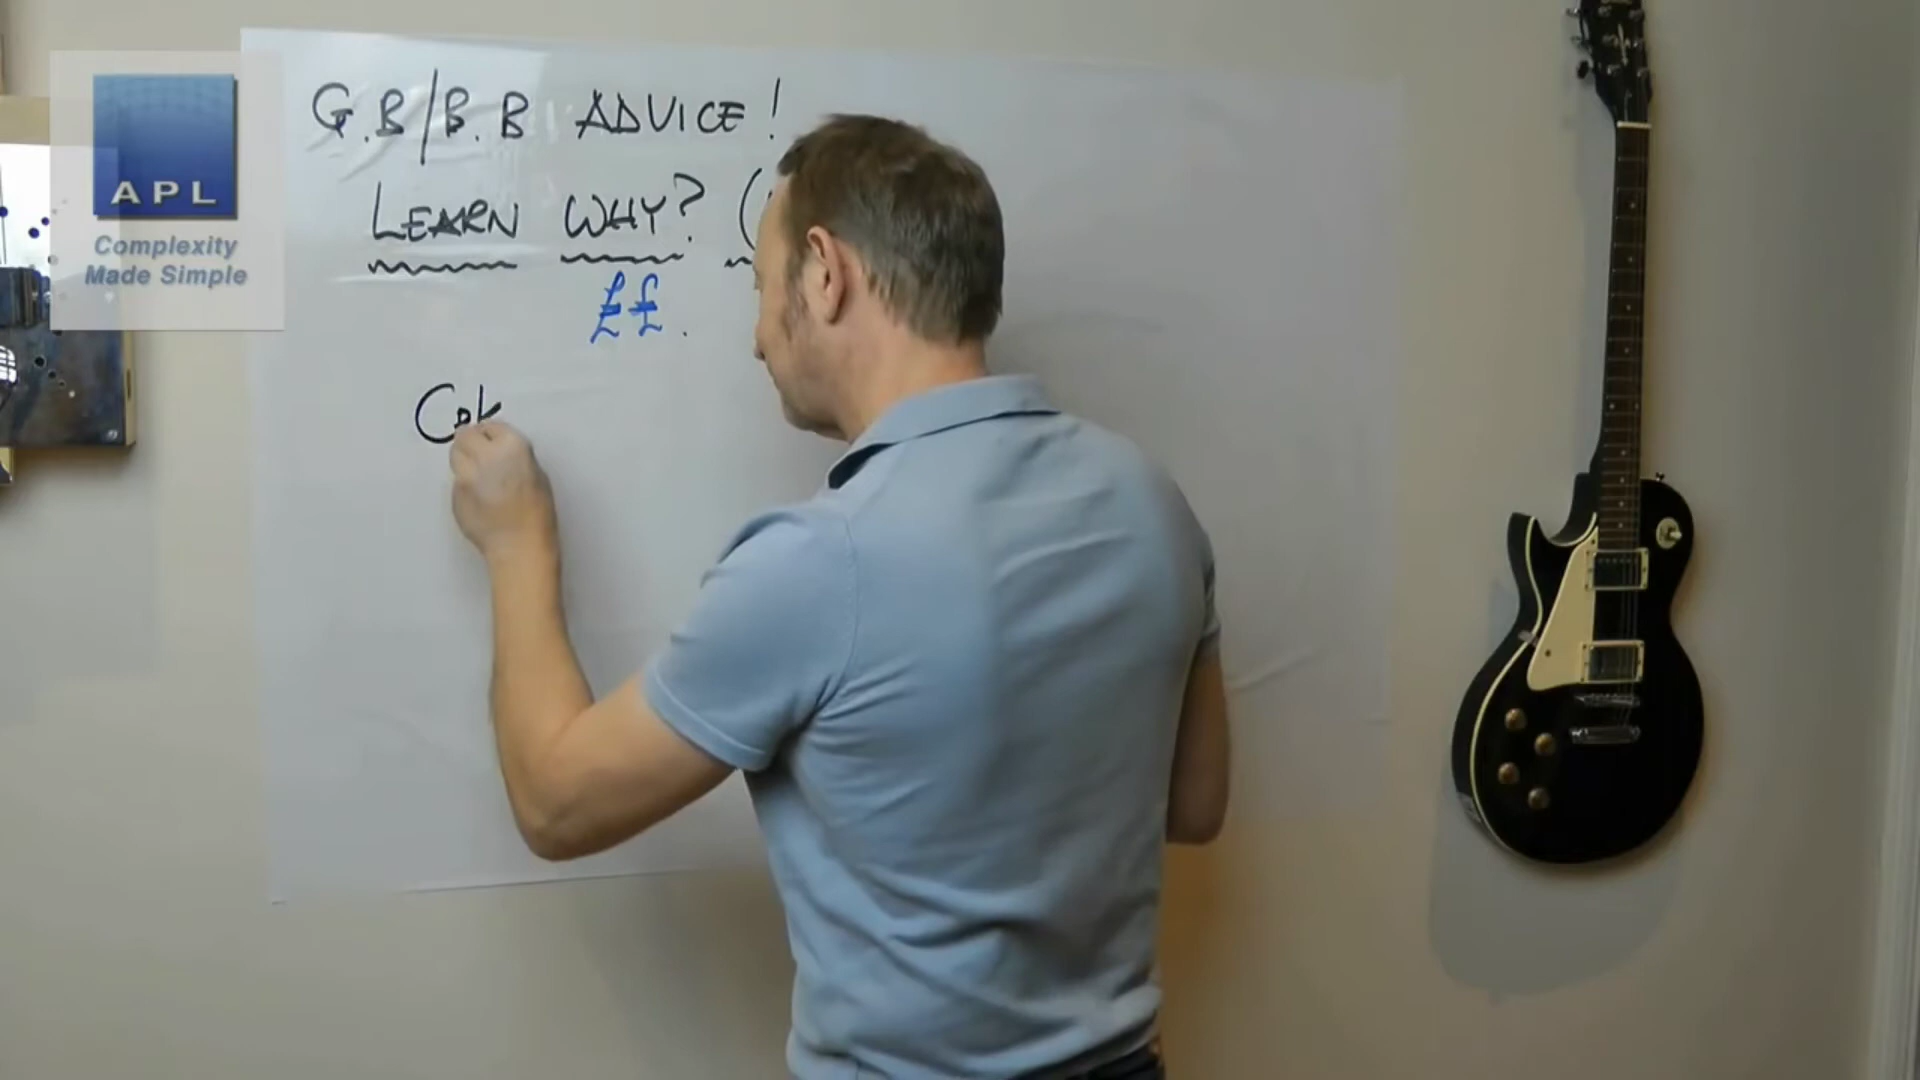 G.B/B.B ADVICE!
LEARN WHY? (
££.
APL
Complexity
Made Simple